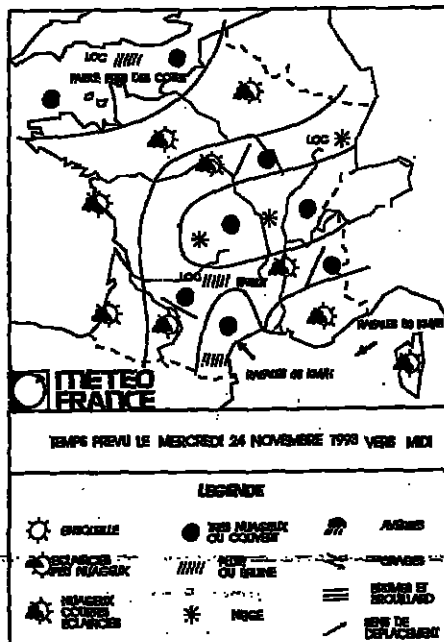 LOC
LOC
LOC
METEO
FRANCE
TEMPS PREVU LE MERCREDI 24 NOVEMBRE 1993 VERS MIDI
LEGENDE
ENSOLEILLE
TRES NUAGEUX
OU COUVERT
AVERSES
ECLAIRCIES
PEU NUAGEUX
PLUIE
OU BRUINE
ORAGES
NUAGEUX
COURTES
ECLAIRCIES
NEIGE
BRUMES ET
BROUILLARD
SENS DE
DEPLACEMENT